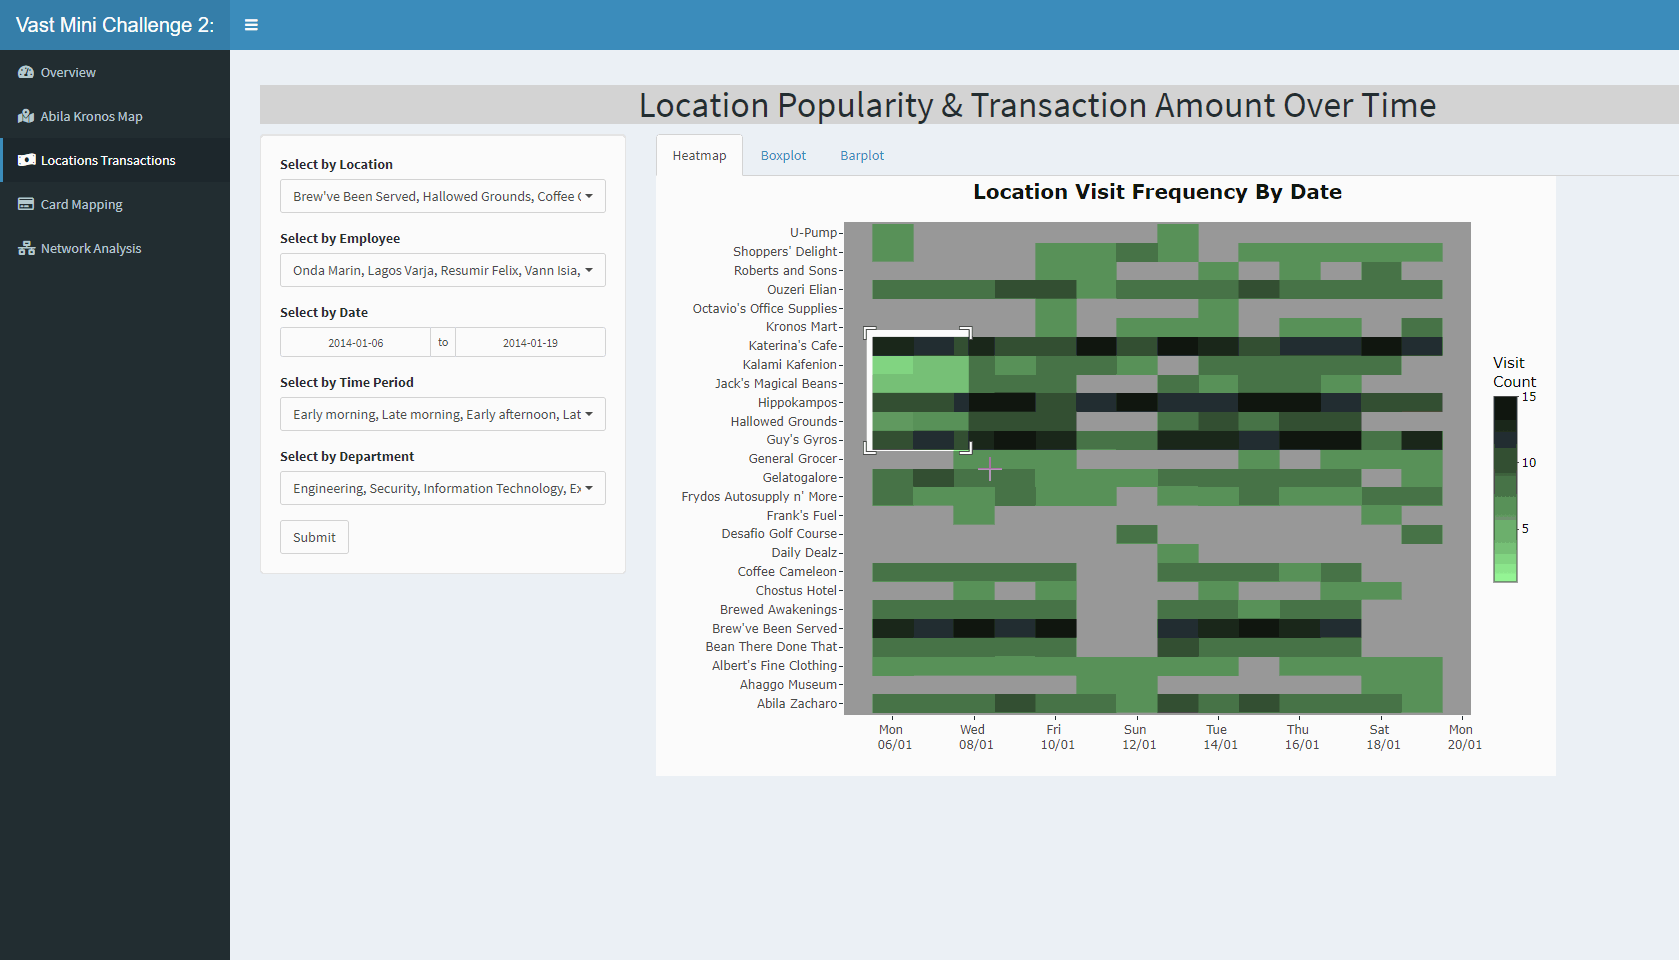 Vast Mini Challenge 2:
Overview
Abila Kronos Map
Locations Transactions
Card Mapping
Network Analysis
Location Popularity & Transaction Amount Over Time
Select by Location
Brew've Been Served, Hallowed Grounds, Coffee C
Select by Employee
Onda Marin, Lagos Varja, Resumir Felix, Vann Isia,
Select by Date
2014-01-06 to 2014-01-19
Select by Time Period
Early morning, Late morning, Early afternoon, Lat
Select by Department
Engineering, Security, Information Technology, Ex
Submit
Heatmap Boxplot Barplot
Location Visit Frequency By Date
U-Pump
Shoppers' Delight
Roberts and Sons
Ouzeri Elian
Octavio's Office Supplies
Kronos Mart
Katerina's Cafe
Kalami Kafenion
Jack's Magical Beans
Hippokampos
Hallowed Grounds
Guy's Gyros
General Grocer
Gelatogalore
Frydos Autosupply n' More
Frank's Fuel
Desafio Golf Course
Daily Dealz
Coffee Cameleon
Chostus Hotel
Brewed Awakenings
Brew've Been Served
Bean There Done That
Albert's Fine Clothing
Ahaggo Museum
Abila Zacharo
Mon Wed Fri Sun Tue Thu Sat Mon
06/01 08/01 10/01 12/01 14/01 16/01 18/01 20/01
Visit
Count
15
10
5